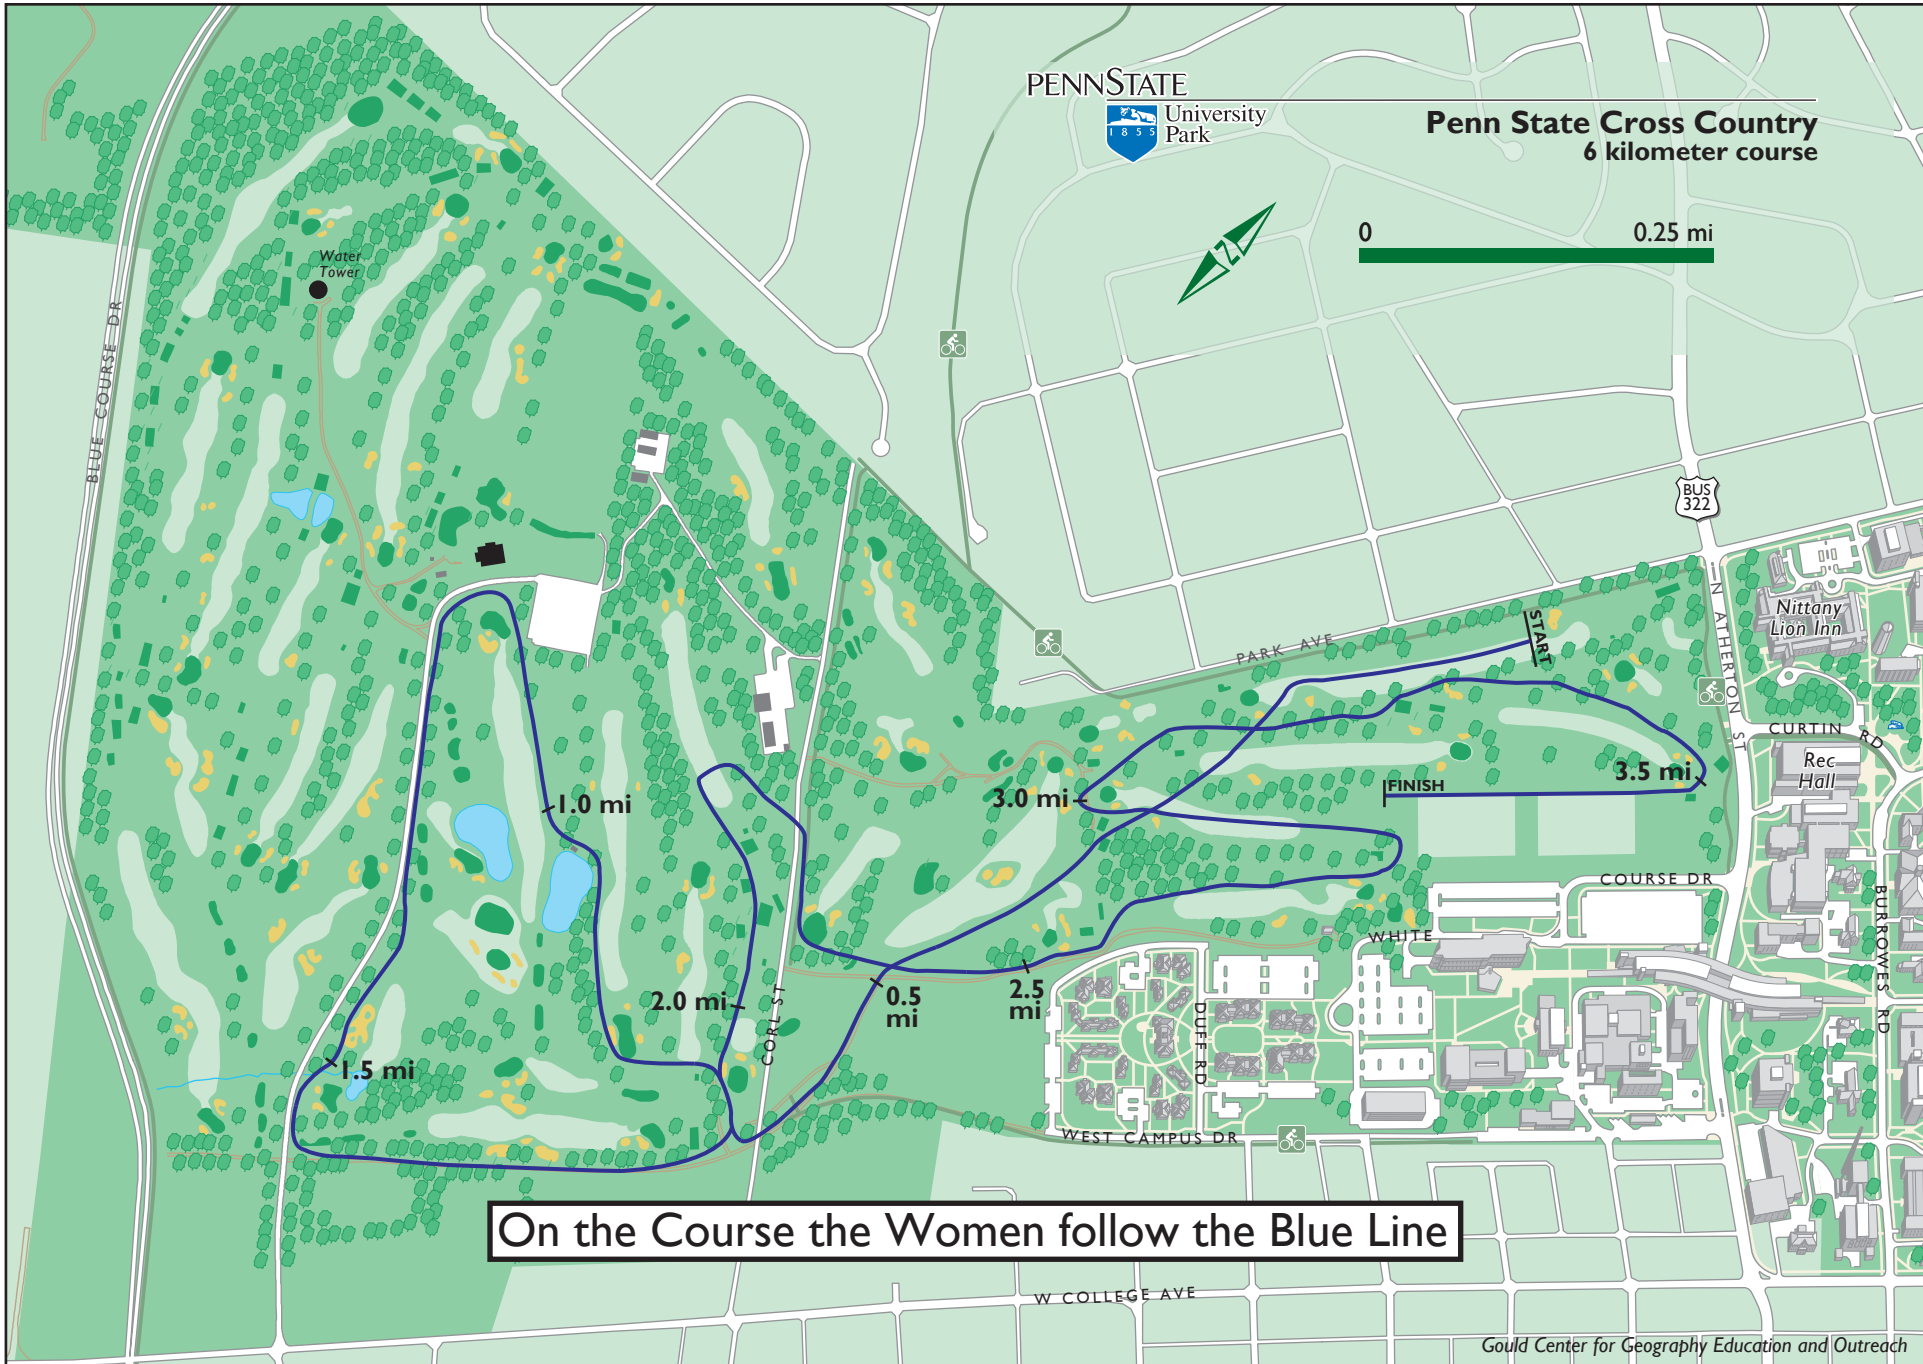 PENNSTATE
1855
University
Park
Penn State Cross Country
6 kilometer course
0
0.25 mi
N
Water
Tower
BLUE COURSE DR
BUS
322
PARK AVE
START
N ATHERTON ST
Nittany
Lion Inn
CURTIN RD
Rec
Hall
3.5 mi
FINISH
3.0 mi
1.0 mi
COURSE DR
BURROWES RD
WHITE
2.0 mi
0.5
mi
2.5
mi
CORL ST
DUFF RD
1.5 mi
WEST CAMPUS DR
On the Course the Women follow the Blue Line
W COLLEGE AVE
Gould Center for Geography Education and Outreach